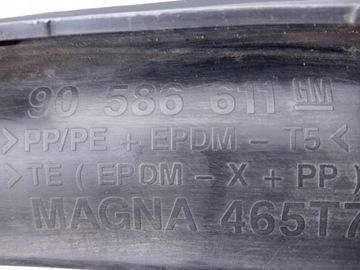 90 586 611 GM
>PP/PE + EPDM - T5<
>TE (EPDM - X + PP)
MAGNA 465T7